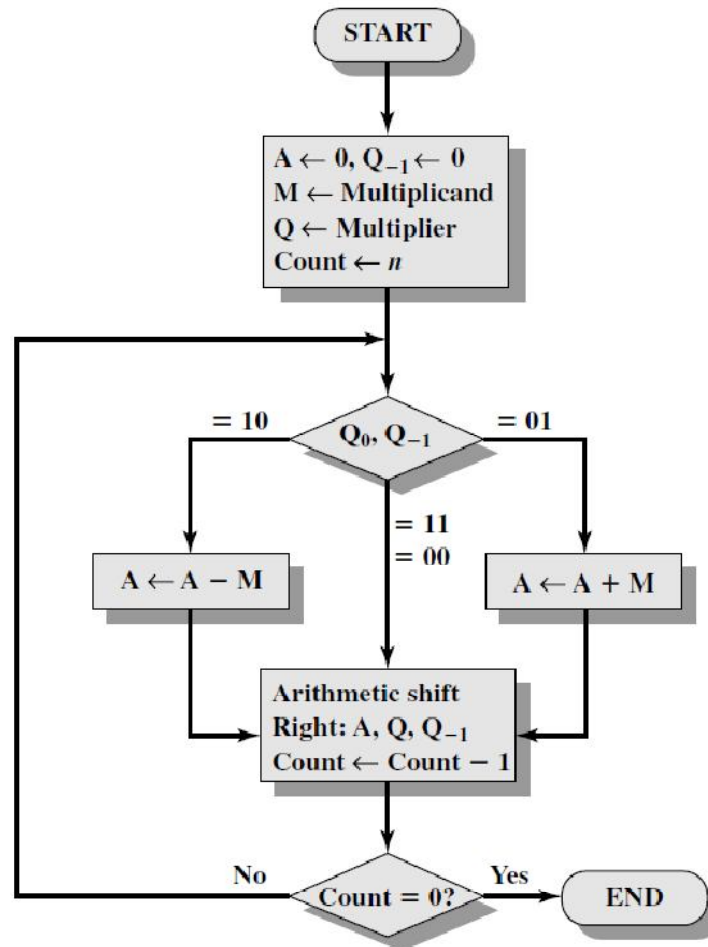 START
A ← 0, Q₋₁ ← 0
M ← Multiplicand
Q ← Multiplier
Count ← n
= 10
Q₀, Q₋₁
= 01
= 11
= 00
A ← A − M
A ← A + M
Arithmetic shift
Right: A, Q, Q₋₁
Count ← Count − 1
No
Count = 0?
Yes
END